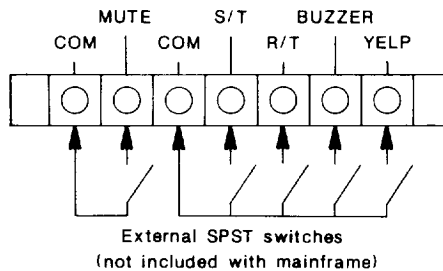 MUTE S/T BUZZER
COM COM R/T YELP
External SPST switches
(not included with mainframe)